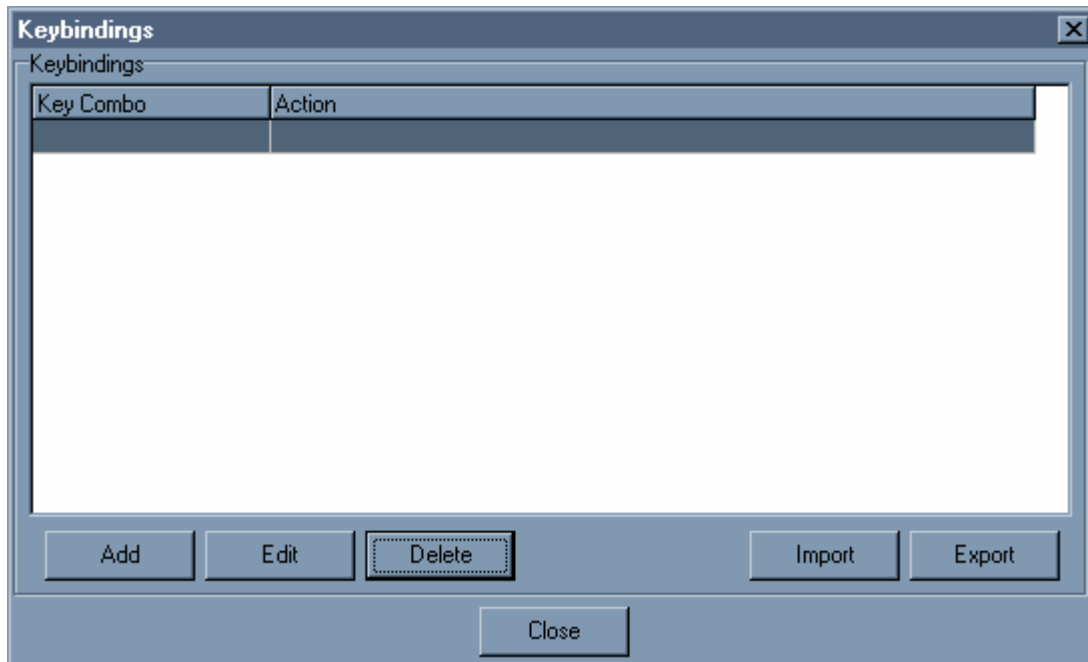 Keybindings
Keybindings
Key Combo Action
Add Edit Delete Import Export
Close